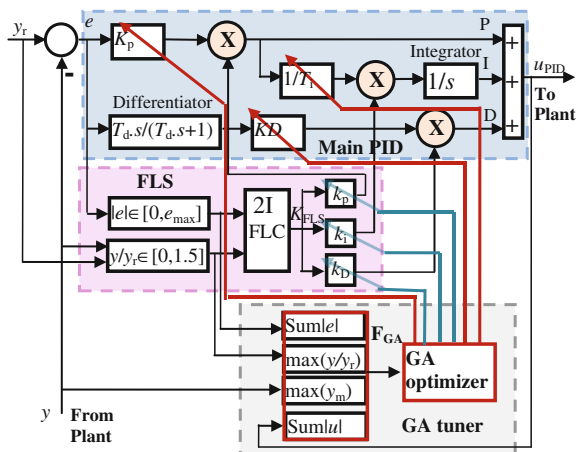 y_r
e
K_p
X
P
+
u_PID
To
Plant
1/T_i
X
Integrator
1/s
I
+
Differentiator
T_d.s/(T_d.s+1)
KD
X
D
+
Main PID
FLS
|e|∈[0,e_max]
y/y_r∈[0,1.5]
2I
FLC
K_FLS
k_p
k_i
k_D
Sum|e|
max(y/y_r)
max(y_m)
Sum|u|
F_GA
GA
optimizer
GA tuner
y
From
Plant
-